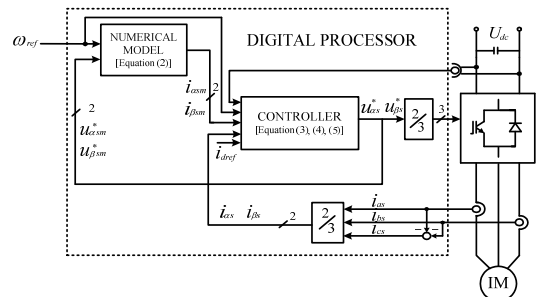 ω_ref
NUMERICAL
MODEL
[Equation (2)]
DIGITAL PROCESSOR
U_dc
2
u*_αsm
u*_βsm
i_αsm
i_βsm
2
CONTROLLER
[Equation (3), (4), (5)]
i_dref
u*_αs u*_βs
2/3
3
i_αs i_βs
2
2/3
i_as
i_bs
i_cs
− −
IM